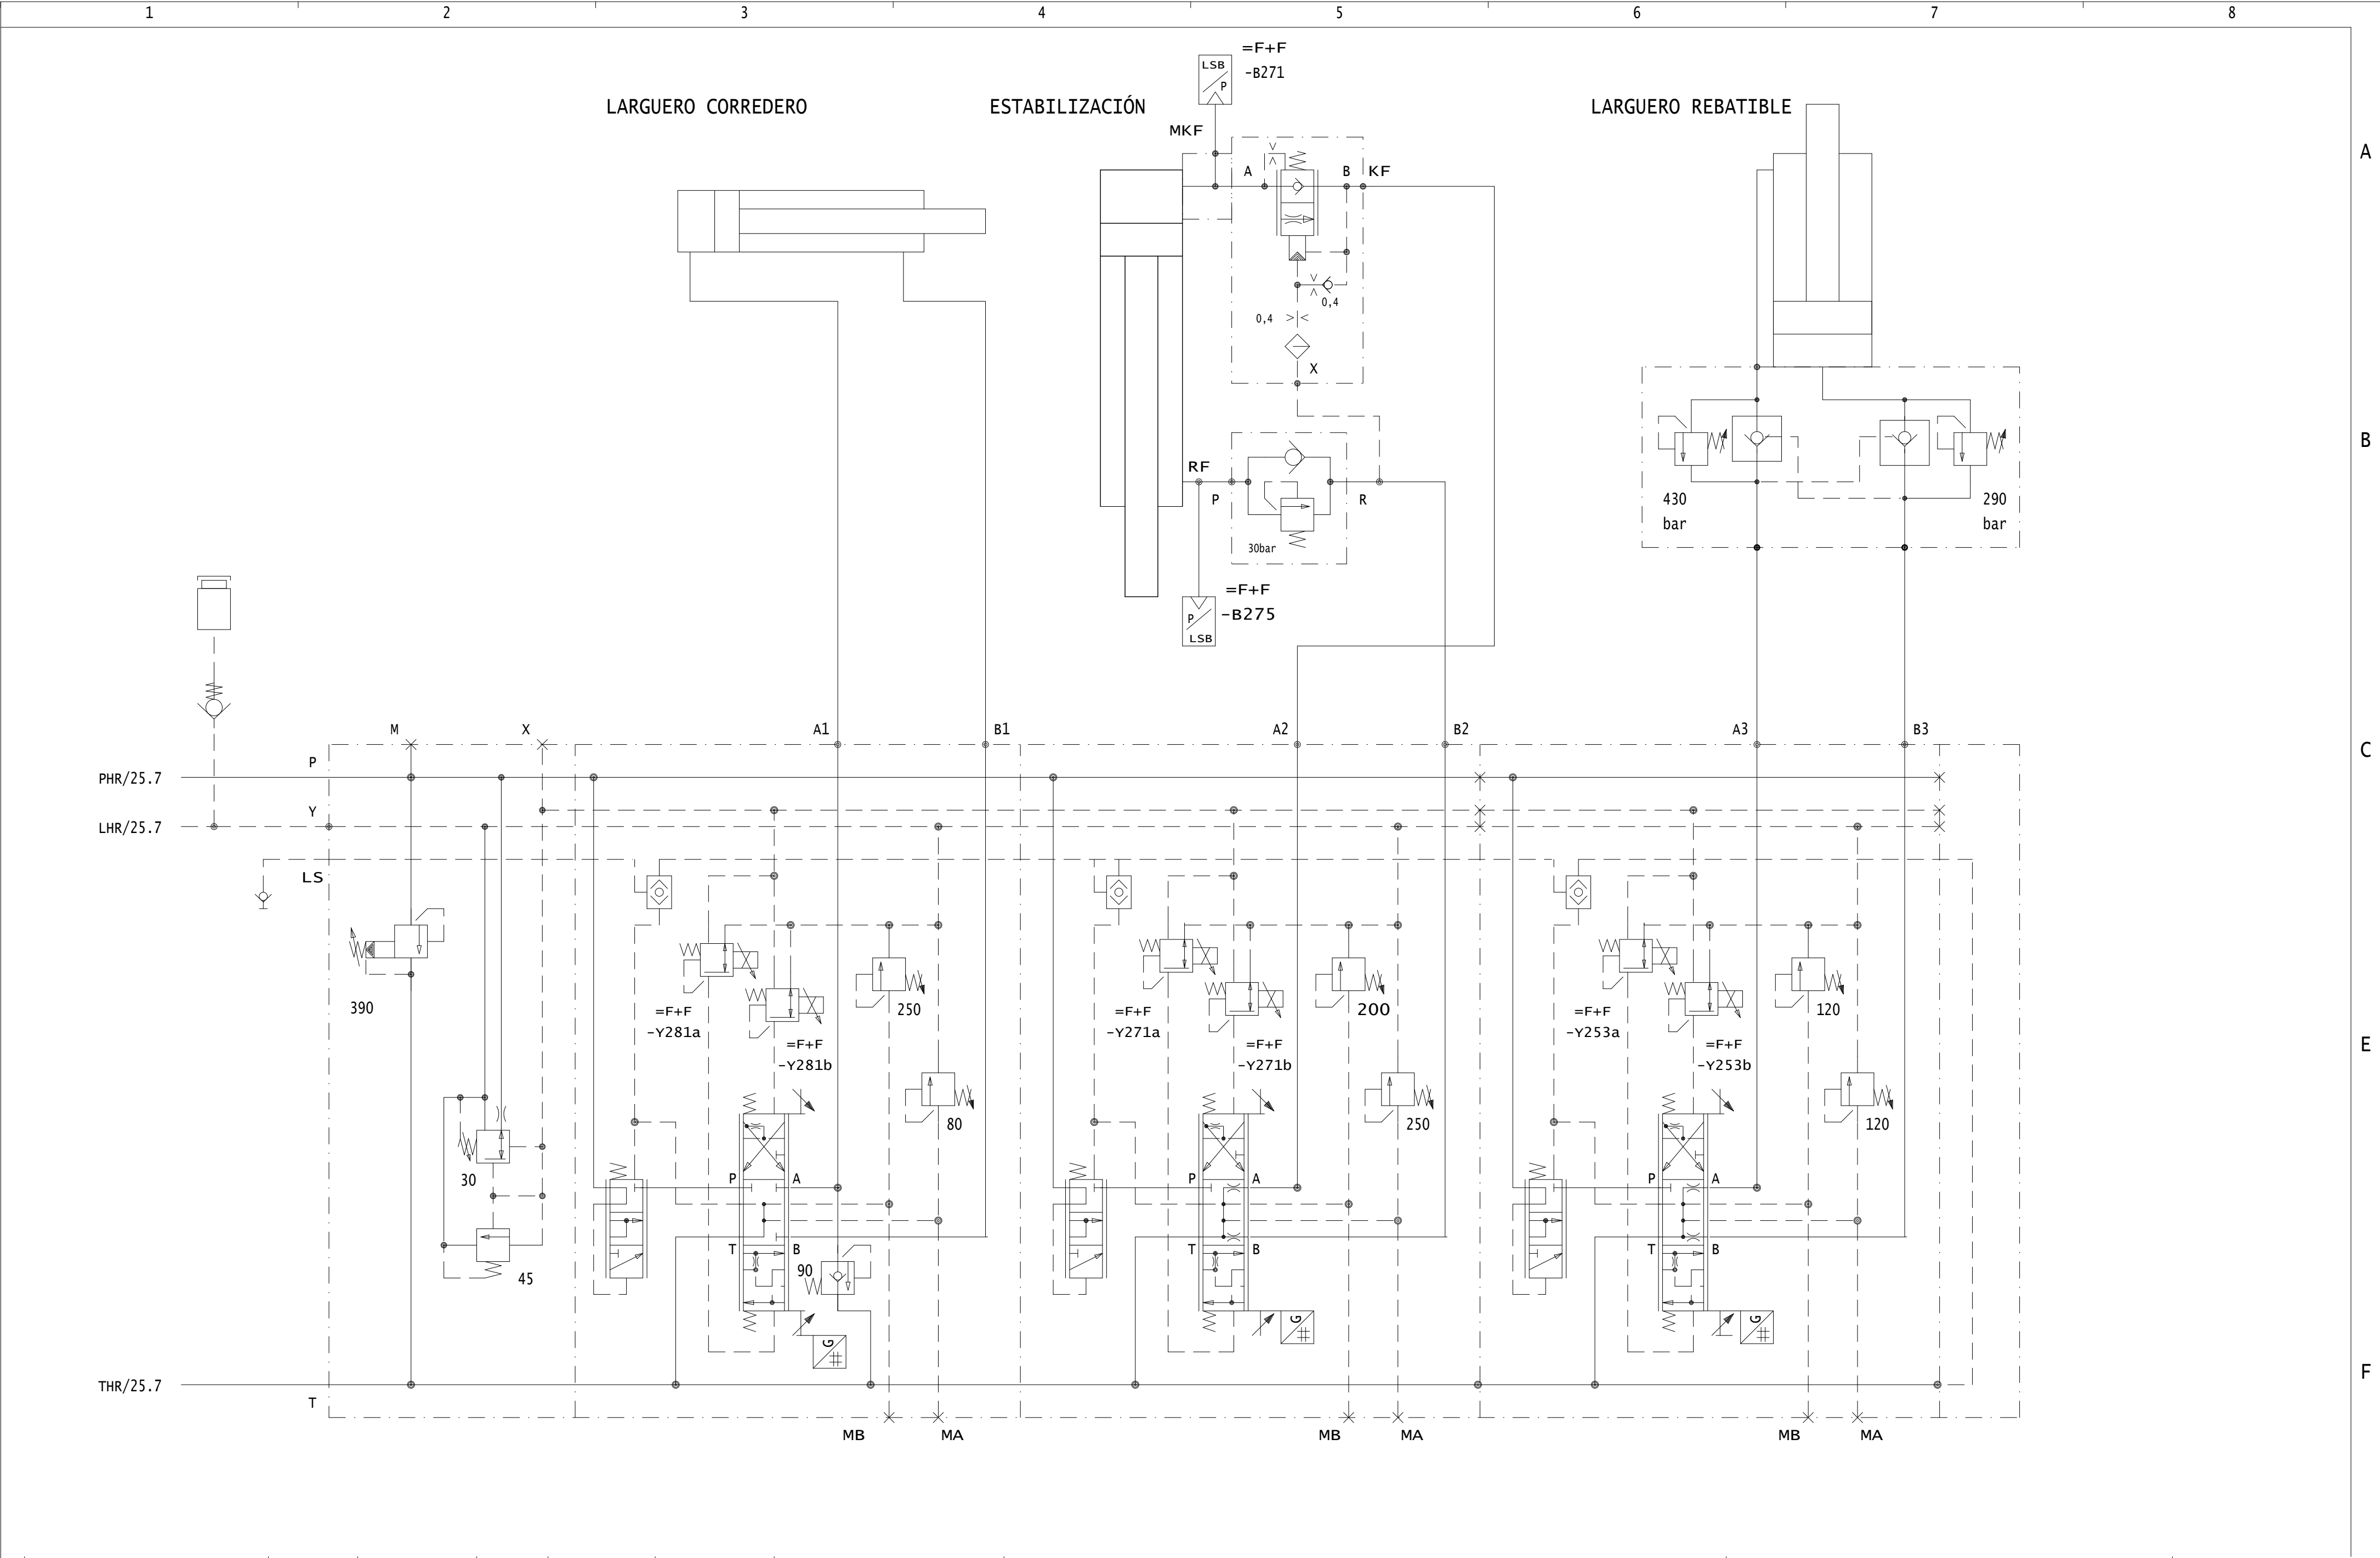 1 2 3 4 5 6 7 8
=F+F
LSB
P
-B271
LARGUERO CORREDERO ESTABILIZACIÓN LARGUERO REBATIBLE
MKF
A
A B KF
0,4
0,4
X
B
RF
P R
430 290
bar bar
30bar
=F+F
P
-B275
LSB
M X A1 B1 A2 B2 A3 B3
C
P
PHR/25.7
Y
LHR/25.7
LS
390
=F+F 250 =F+F 200 =F+F 120
-Y281a -Y271a -Y253a
=F+F =F+F =F+F
E
-Y281b -Y271b -Y253b
80 250 120
30
P A P A P A
T B T B T B
90
45
G G G
F
THR/25.7
T
MB MA MB MA MB MA